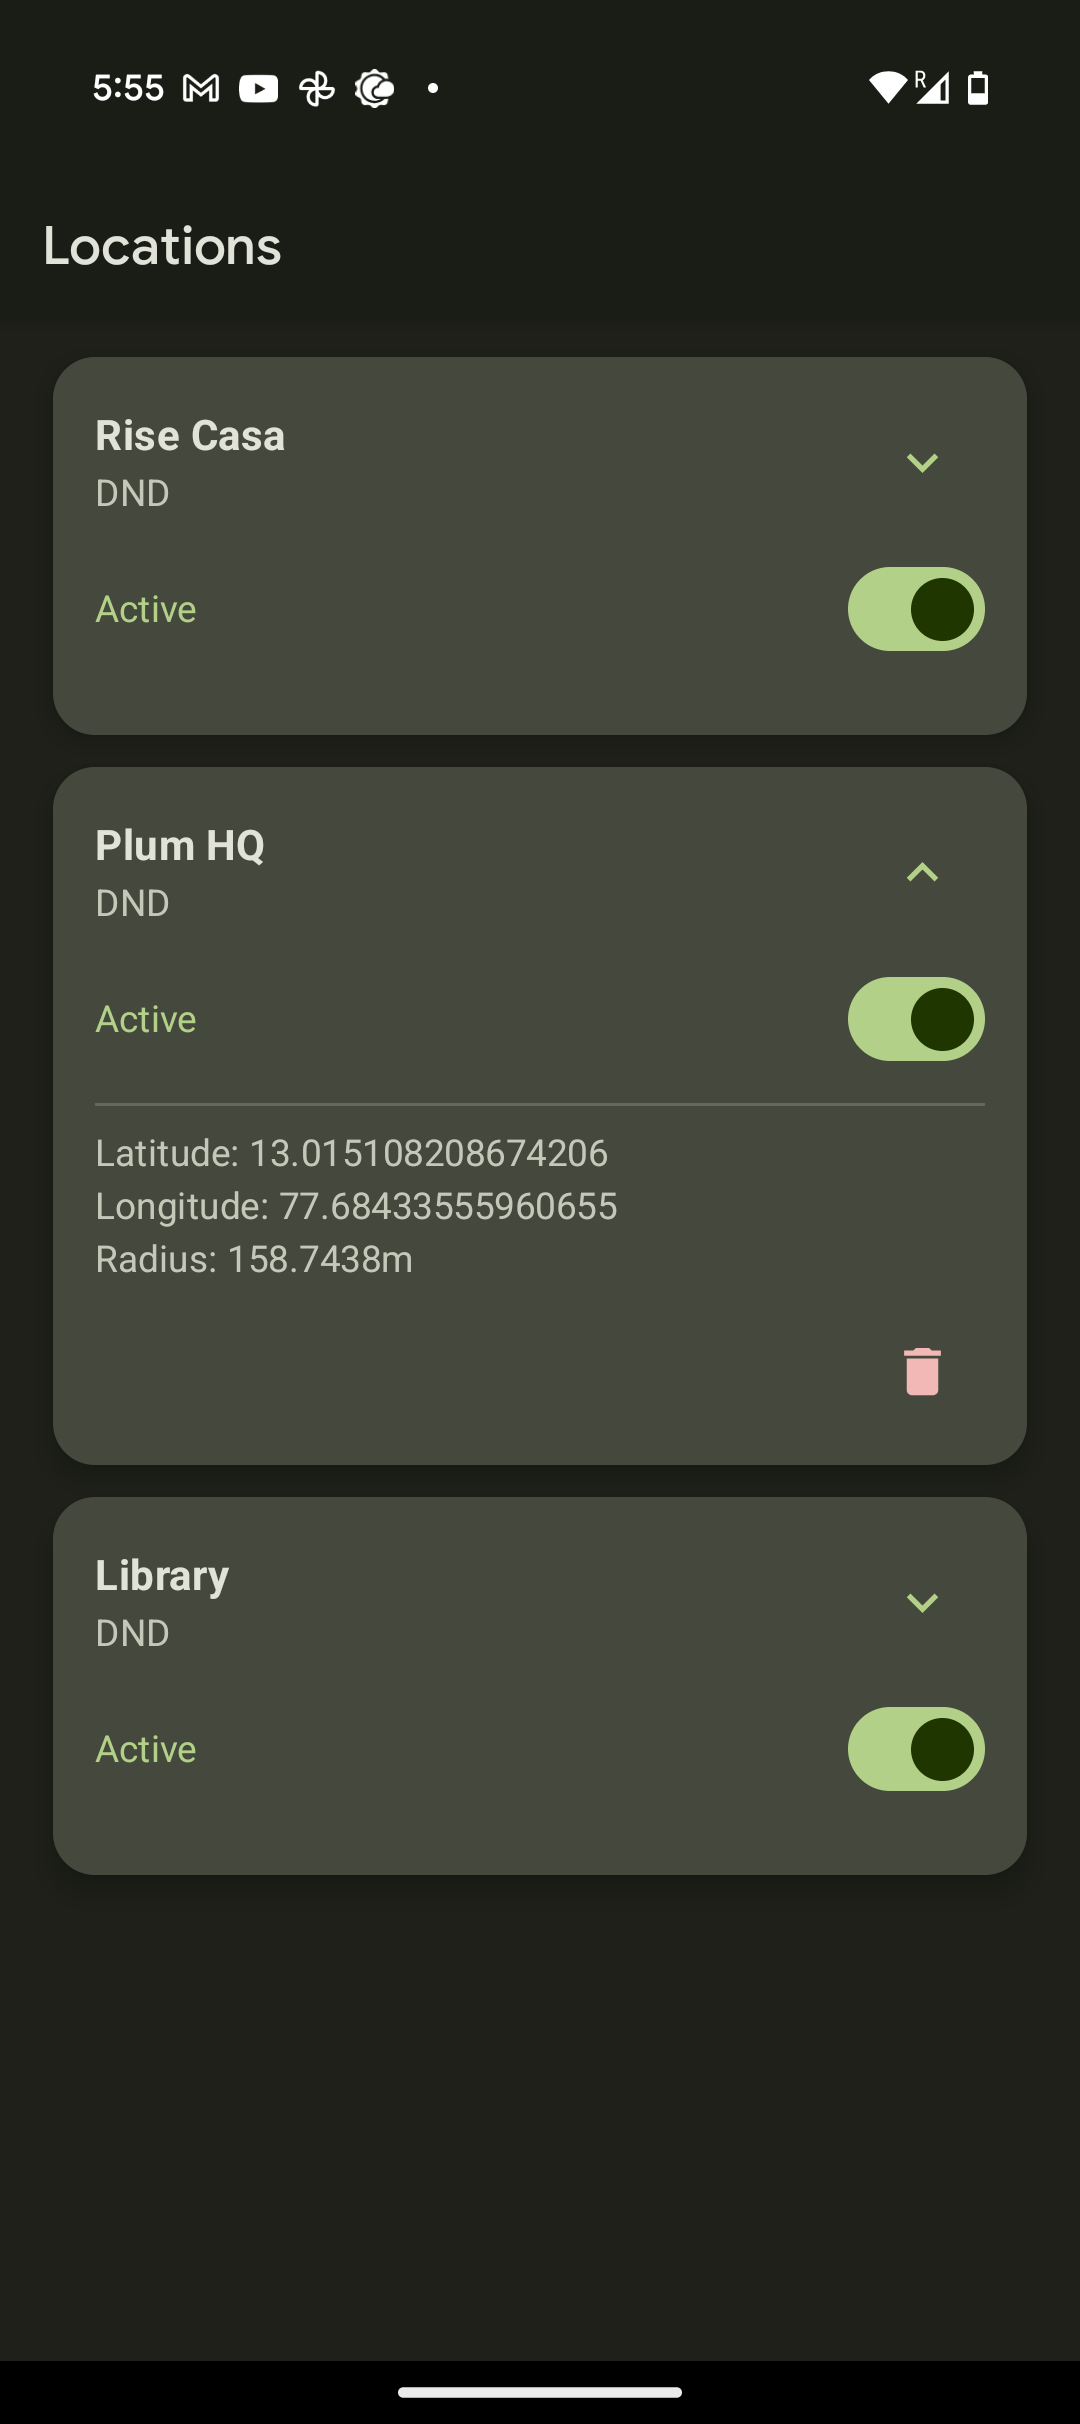 5:55
R
Locations
Rise Casa
DND
Active
Plum HQ
DND
Active
Latitude: 13.015108208674206
Longitude: 77.68433555960655
Radius: 158.7438m
Library
DND
Active